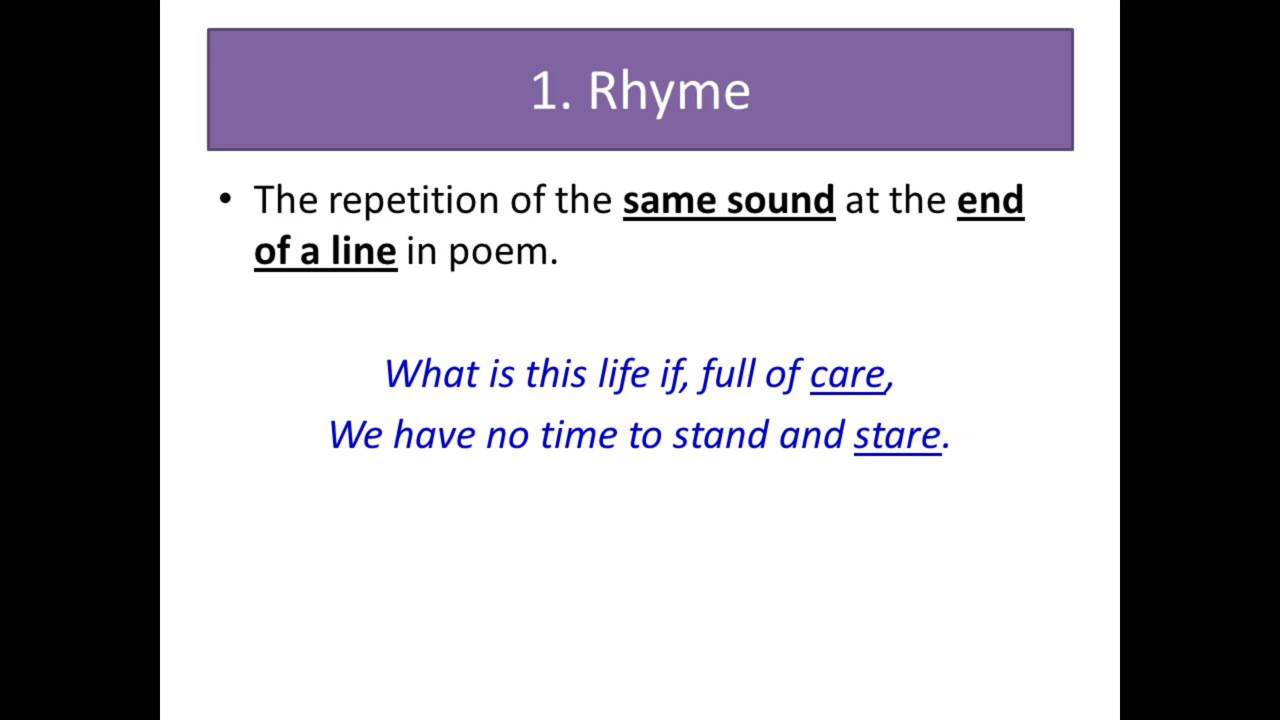 1. Rhyme
• The repetition of the same sound at the end
of a line in poem.
What is this life if, full of care,
We have no time to stand and stare.